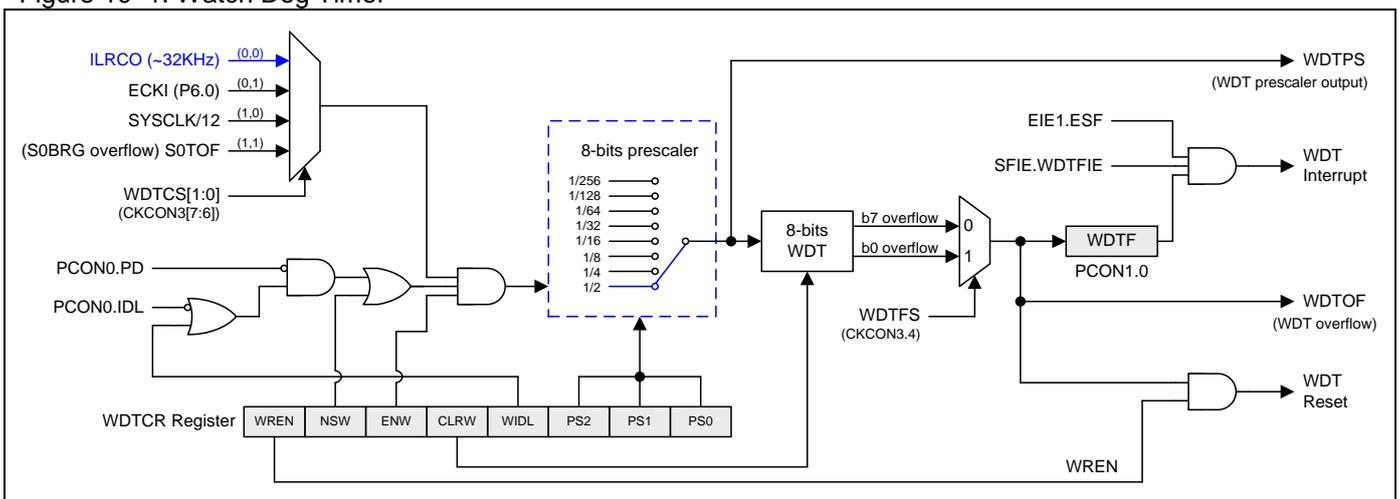 Figure 10–1. Watch Dog Timer
ILRCO (~32KHz)
(0,0)
ECKI (P6.0)
(0,1)
SYSCLK/12
(1,0)
(S0BRG overflow) S0TOF
(1,1)
WDTCS[1:0]
(CKCON3[7:6])
PCON0.PD
PCON0.IDL
8-bits prescaler
1/256
1/128
1/64
1/32
1/16
1/8
1/4
1/2
8-bits
WDT
b7 overflow
b0 overflow
0
1
WDTFS
(CKCON3.4)
WDTPS
(WDT prescaler output)
EIE1.ESF
SFIE.WDTFIE
WDT
Interrupt
WDTF
PCON1.0
WDTOF
(WDT overflow)
WDT
Reset
WDTCR Register
WREN
NSW
ENW
CLRW
WIDL
PS2
PS1
PS0
WREN